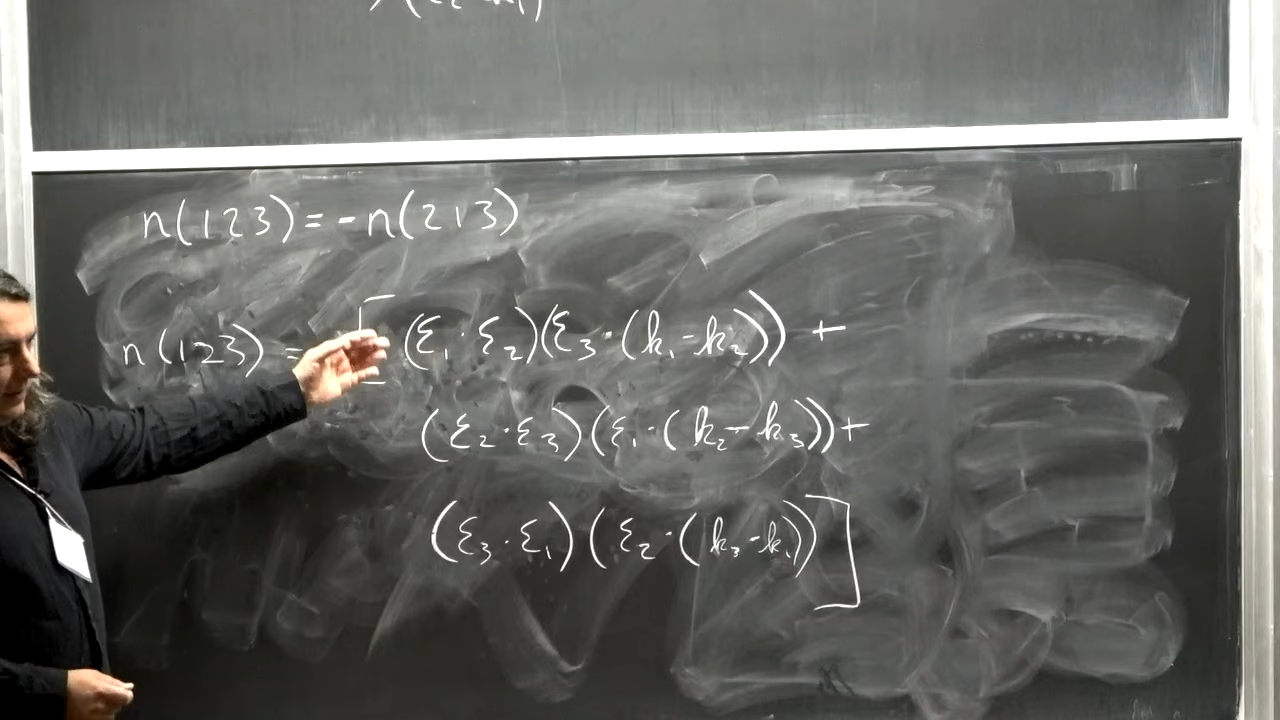 n(123) = -n(213)
n(123) = [(ε₁·ε₂)(ε₃·(k₁-k₂)) +
(ε₂·ε₃)(ε₁·(k₂-k₃)) +
(ε₃·ε₁)(ε₂·(k₃-k₁))]